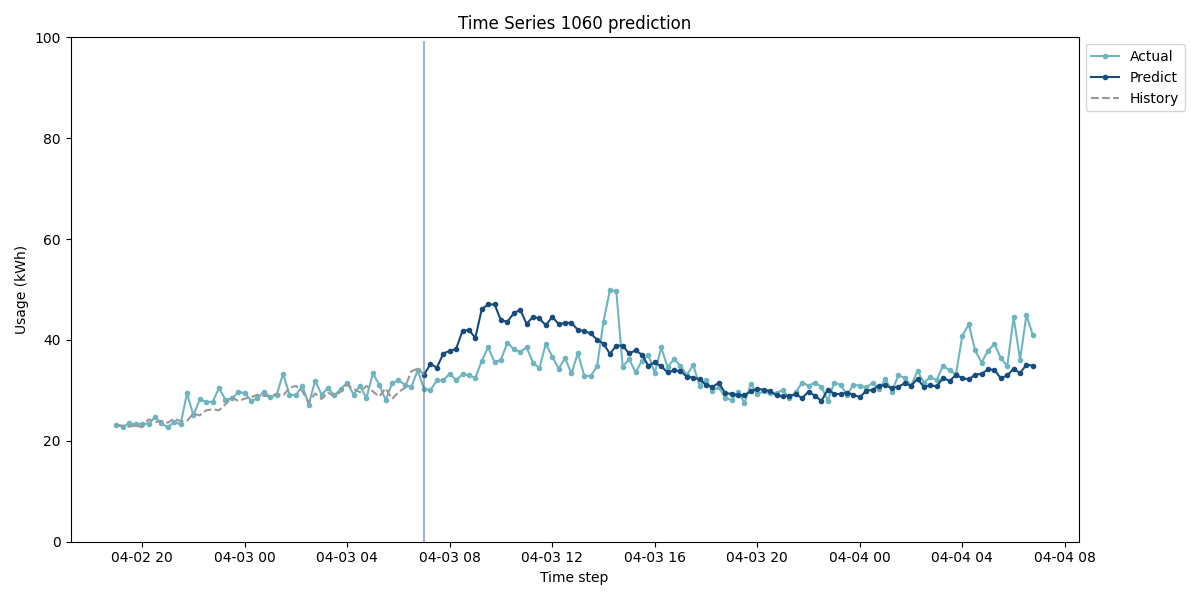 Time Series 1060 prediction
100
80
60
40
20
0
Usage (kWh)
04-02 20
04-03 00
04-03 04
04-03 08
04-03 12
04-03 16
04-03 20
04-04 00
04-04 04
04-04 08
Time step
Actual
Predict
History